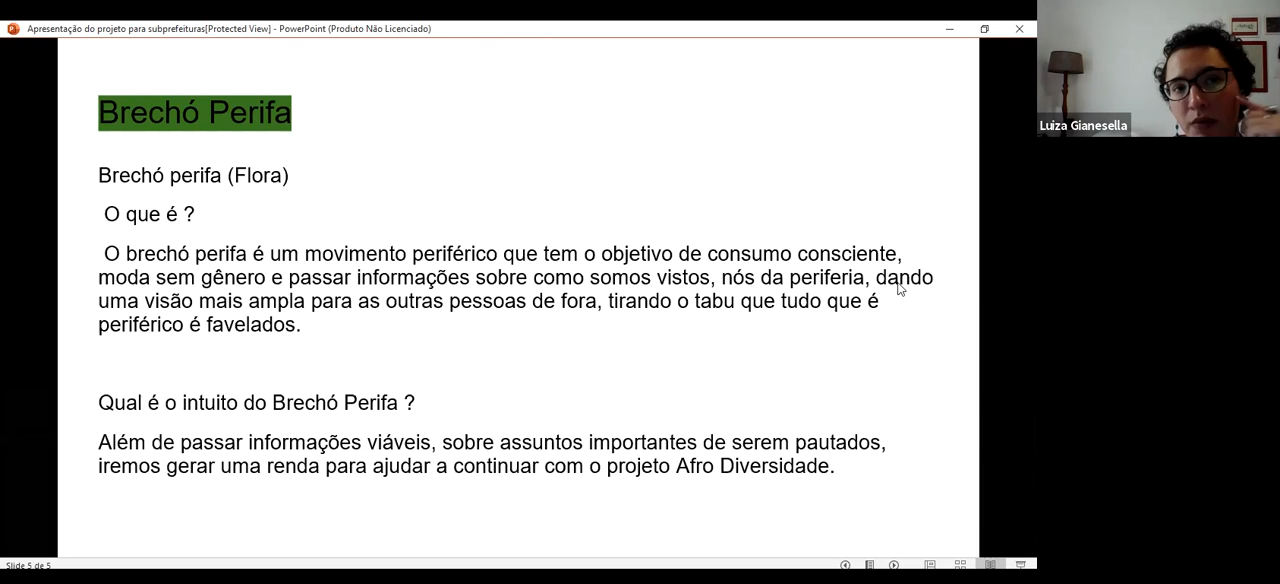 Apresentação do projeto para subprefeituras[Protected View] - PowerPoint (Produto Não Licenciado)
Luiza Gianesella
Brechó Perifa
Brechó perifa (Flora)
O que é ?
O brechó perifa é um movimento periférico que tem o objetivo de consumo consciente,
moda sem gênero e passar informações sobre como somos vistos, nós da periferia, dando
uma visão mais ampla para as outras pessoas de fora, tirando o tabu que tudo que é
periférico é favelados.
Qual é o intuito do Brechó Perifa ?
Além de passar informações viáveis, sobre assuntos importantes de serem pautados,
iremos gerar uma renda para ajudar a continuar com o projeto Afro Diversidade.
Slide 5 de 5